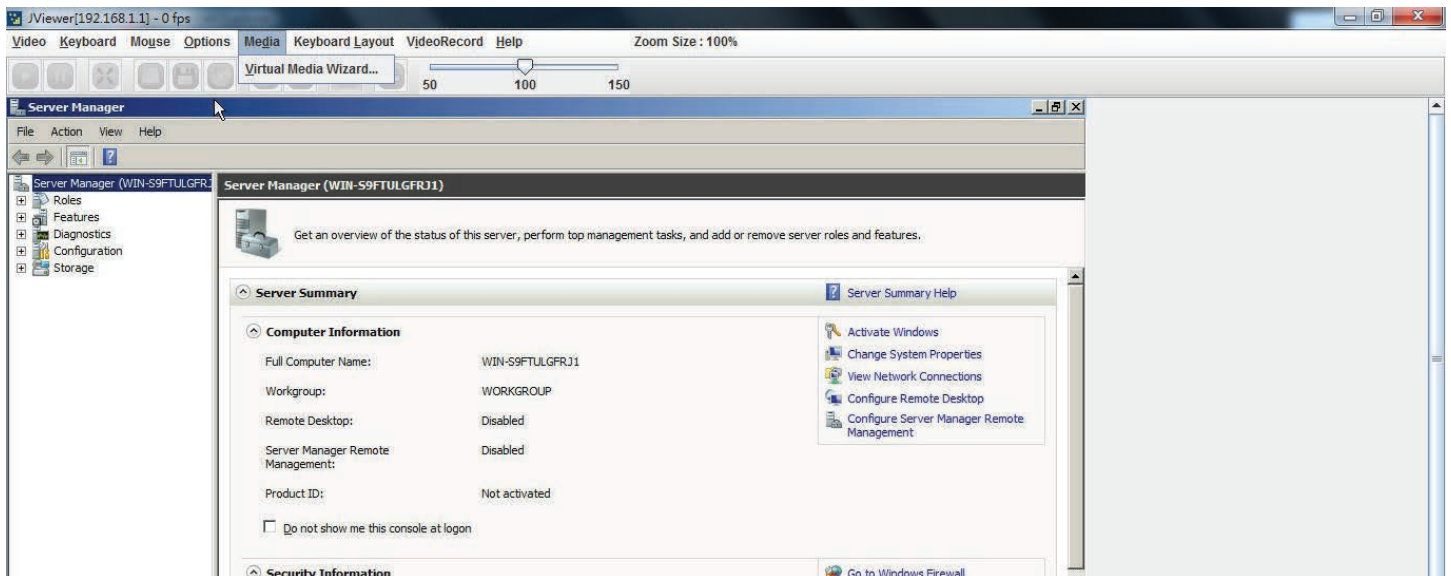 JViewer[192.168.1.1] - 0 fps
Video Keyboard Mouse Options Media Keyboard Layout VideoRecord Help Zoom Size : 100%
Virtual Media Wizard...
50 100 150
Server Manager
File Action View Help
Server Manager (WIN-S9FTULGFRJ
Roles
Features
Diagnostics
Configuration
Storage
Server Manager (WIN-S9FTULGFRJ1)
Get an overview of the status of this server, perform top management tasks, and add or remove server roles and features.
Server Summary
Server Summary Help
Computer Information
Full Computer Name: WIN-S9FTULGFRJ1
Workgroup: WORKGROUP
Remote Desktop: Disabled
Server Manager Remote Disabled
Management:
Product ID: Not activated
Do not show me this console at logon
Activate Windows
Change System Properties
View Network Connections
Configure Remote Desktop
Configure Server Manager Remote
Management
Security Information
Go to Windows Firewall